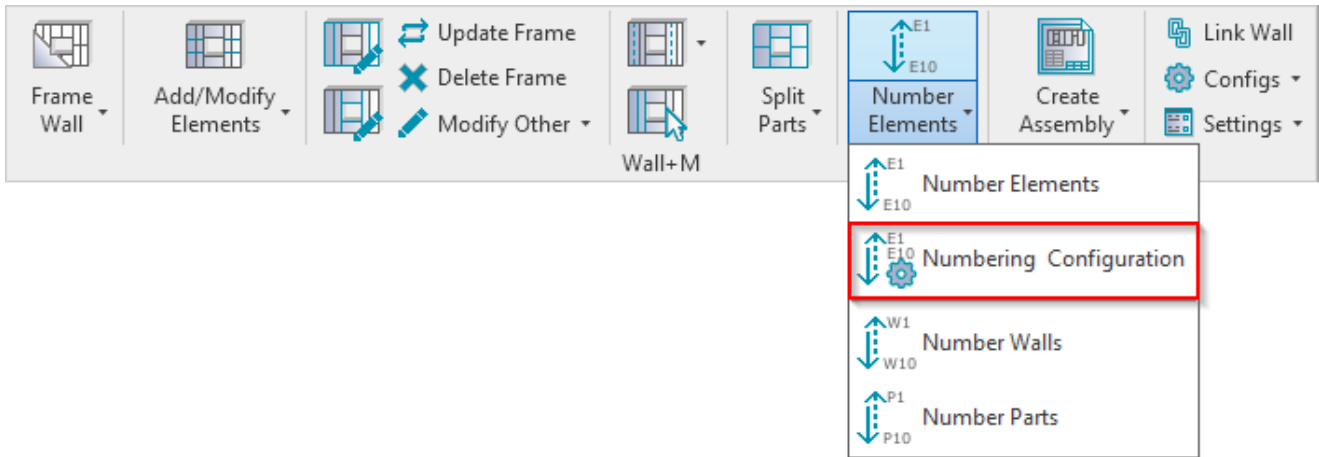 Frame
Wall
Add/Modify
Elements
Update Frame
Delete Frame
Modify Other
Wall+M
Split
Parts
E1
E10
Number
Elements
Create
Assembly
Link Wall
Configs
Settings
E1
E10
Number Elements
E1
E10
Numbering Configuration
W1
W10
Number Walls
P1
P10
Number Parts